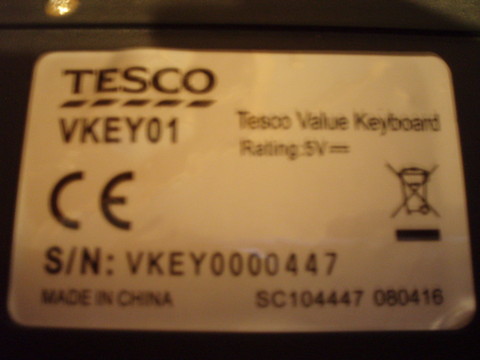 TESCO
VKEY01
Tesco Value Keyboard
Rating:5V⎓
CE
S/N: VKEY0000447
MADE IN CHINA SC104447 080416